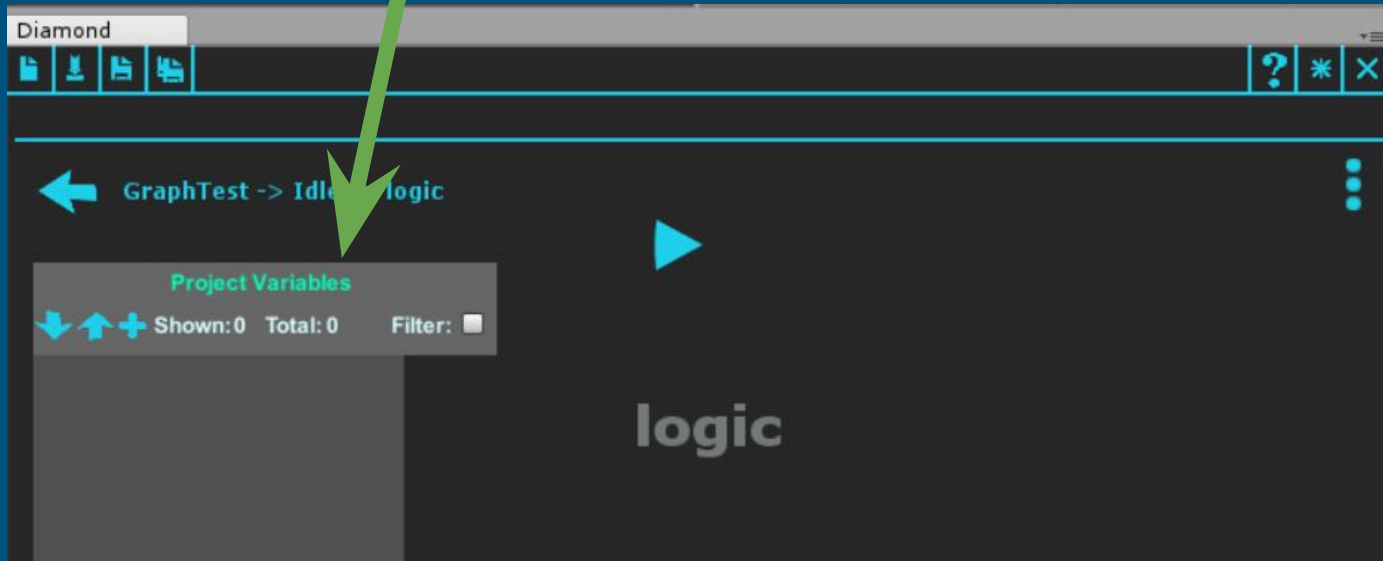 Diamond
GraphTest -> Idle logic
Project Variables
Shown: 0 Total: 0 Filter:
logic